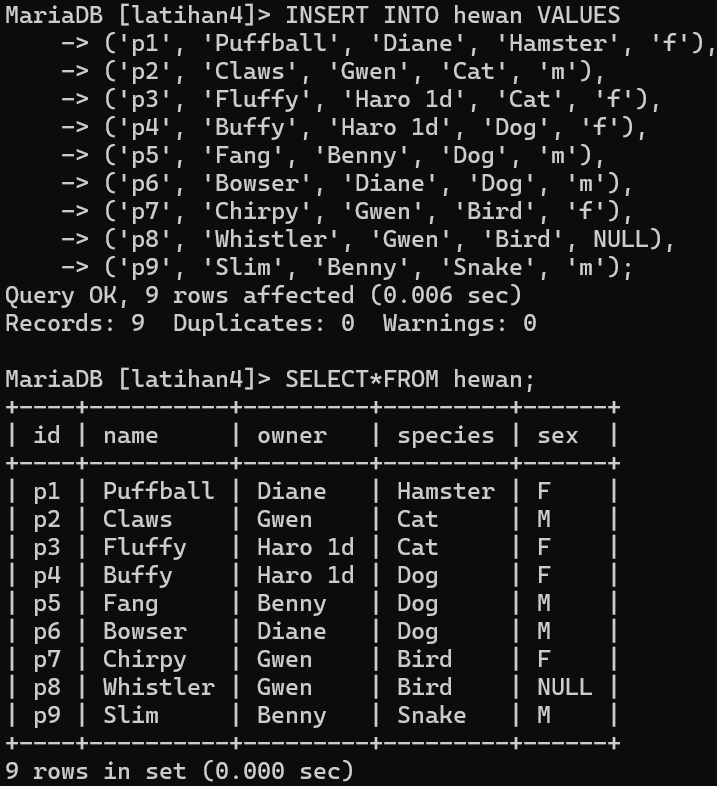 MariaDB [latihan4]> INSERT INTO hewan VALUES
    -> ('p1', 'Puffball', 'Diane', 'Hamster', 'f'),
    -> ('p2', 'Claws', 'Gwen', 'Cat', 'm'),
    -> ('p3', 'Fluffy', 'Haro 1d', 'Cat', 'f'),
    -> ('p4', 'Buffy', 'Haro 1d', 'Dog', 'f'),
    -> ('p5', 'Fang', 'Benny', 'Dog', 'm'),
    -> ('p6', 'Bowser', 'Diane', 'Dog', 'm'),
    -> ('p7', 'Chirpy', 'Gwen', 'Bird', 'f'),
    -> ('p8', 'Whistler', 'Gwen', 'Bird', NULL),
    -> ('p9', 'Slim', 'Benny', 'Snake', 'm');
Query OK, 9 rows affected (0.006 sec)
Records: 9  Duplicates: 0  Warnings: 0

MariaDB [latihan4]> SELECT*FROM hewan;
+----+----------+---------+---------+------+
| id | name     | owner   | species | sex  |
+----+----------+---------+---------+------+
| p1 | Puffball | Diane   | Hamster | F    |
| p2 | Claws    | Gwen    | Cat     | M    |
| p3 | Fluffy   | Haro 1d | Cat     | F    |
| p4 | Buffy    | Haro 1d | Dog     | F    |
| p5 | Fang     | Benny   | Dog     | M    |
| p6 | Bowser   | Diane   | Dog     | M    |
| p7 | Chirpy   | Gwen    | Bird    | F    |
| p8 | Whistler | Gwen    | Bird    | NULL |
| p9 | Slim     | Benny   | Snake   | M    |
+----+----------+---------+---------+------+
9 rows in set (0.000 sec)